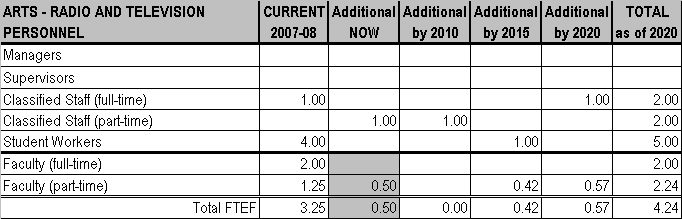 ARTS - RADIO AND TELEVISION CURRENT Additional Additional Additional Additional TOTAL
PERSONNEL 2007-08 NOW by 2010 by 2015 by 2020 as of 2020
Managers
Supervisors
Classified Staff (full-time) 1.00 1.00 2.00
Classified Staff (part-time) 1.00 1.00 2.00
Student Workers 4.00 1.00 5.00
Faculty (full-time) 2.00 2.00
Faculty (part-time) 1.25 0.50 0.42 0.57 2.24
Total FTEF 3.25 0.50 0.00 0.42 0.57 4.24